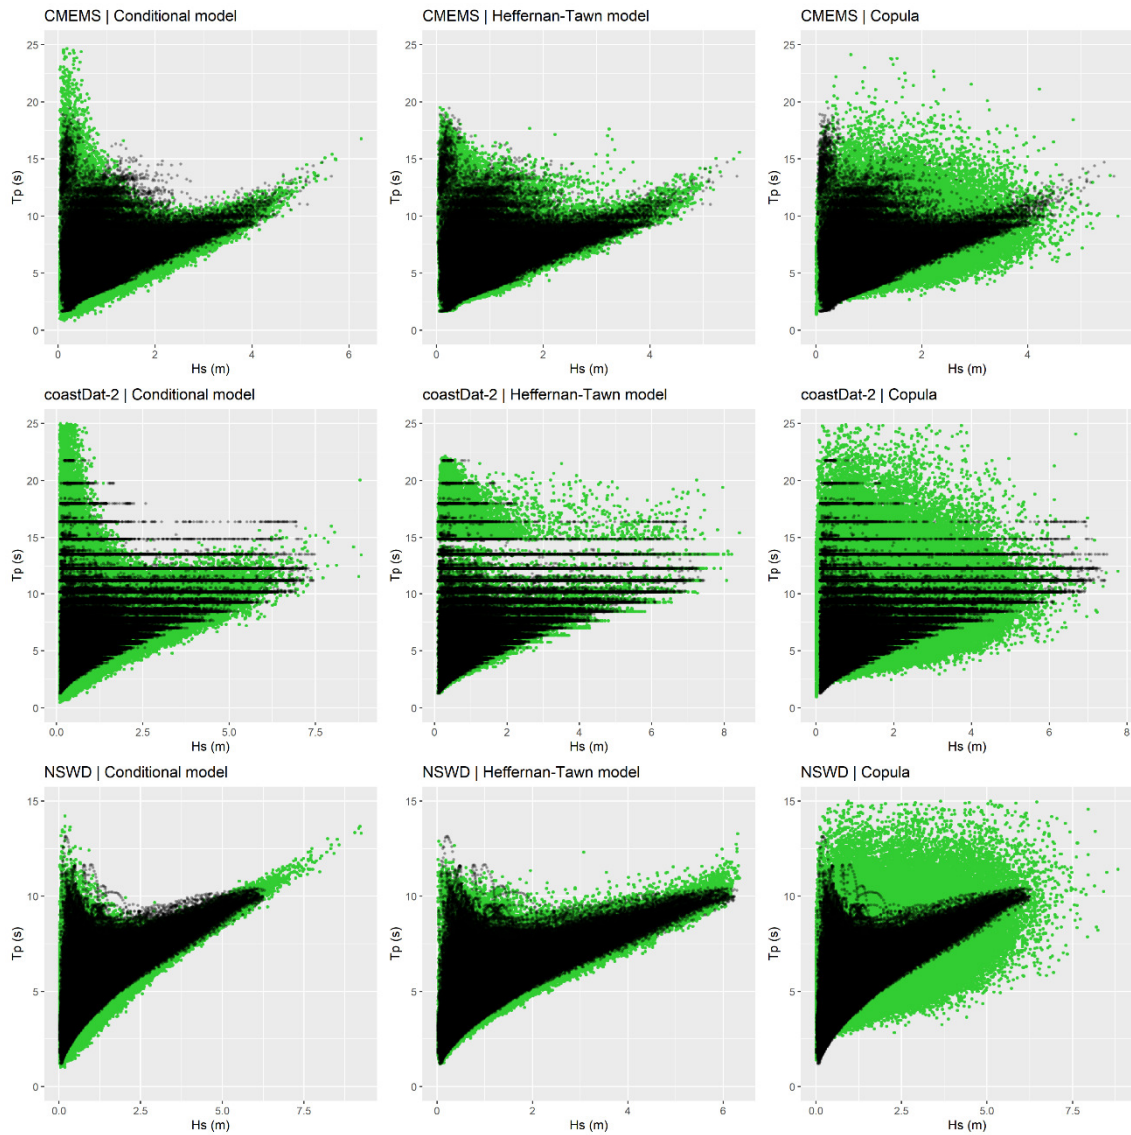 CMEMS | Conditional model
CMEMS | Heffernan-Tawn model
CMEMS | Copula
25
20
15
10
5
0
Tp (s)
0 2 4 6
Hs (m)
25
20
15
10
5
0
Tp (s)
0 2 4
Hs (m)
25
20
15
10
5
0
Tp (s)
0 2 4
Hs (m)
coastDat-2 | Conditional model
coastDat-2 | Heffernan-Tawn model
coastDat-2 | Copula
25
20
15
10
5
0
Tp (s)
0.0 2.5 5.0 7.5
Hs (m)
25
20
15
10
5
0
Tp (s)
0 2 4 6 8
Hs (m)
25
20
15
10
5
0
Tp (s)
0 2 4 6 8
Hs (m)
NSWD | Conditional model
NSWD | Heffernan-Tawn model
NSWD | Copula
15
10
5
0
Tp (s)
0.0 2.5 5.0 7.5
Hs (m)
15
10
5
0
Tp (s)
0 2 4 6
Hs (m)
15
10
5
0
Tp (s)
0.0 2.5 5.0 7.5
Hs (m)